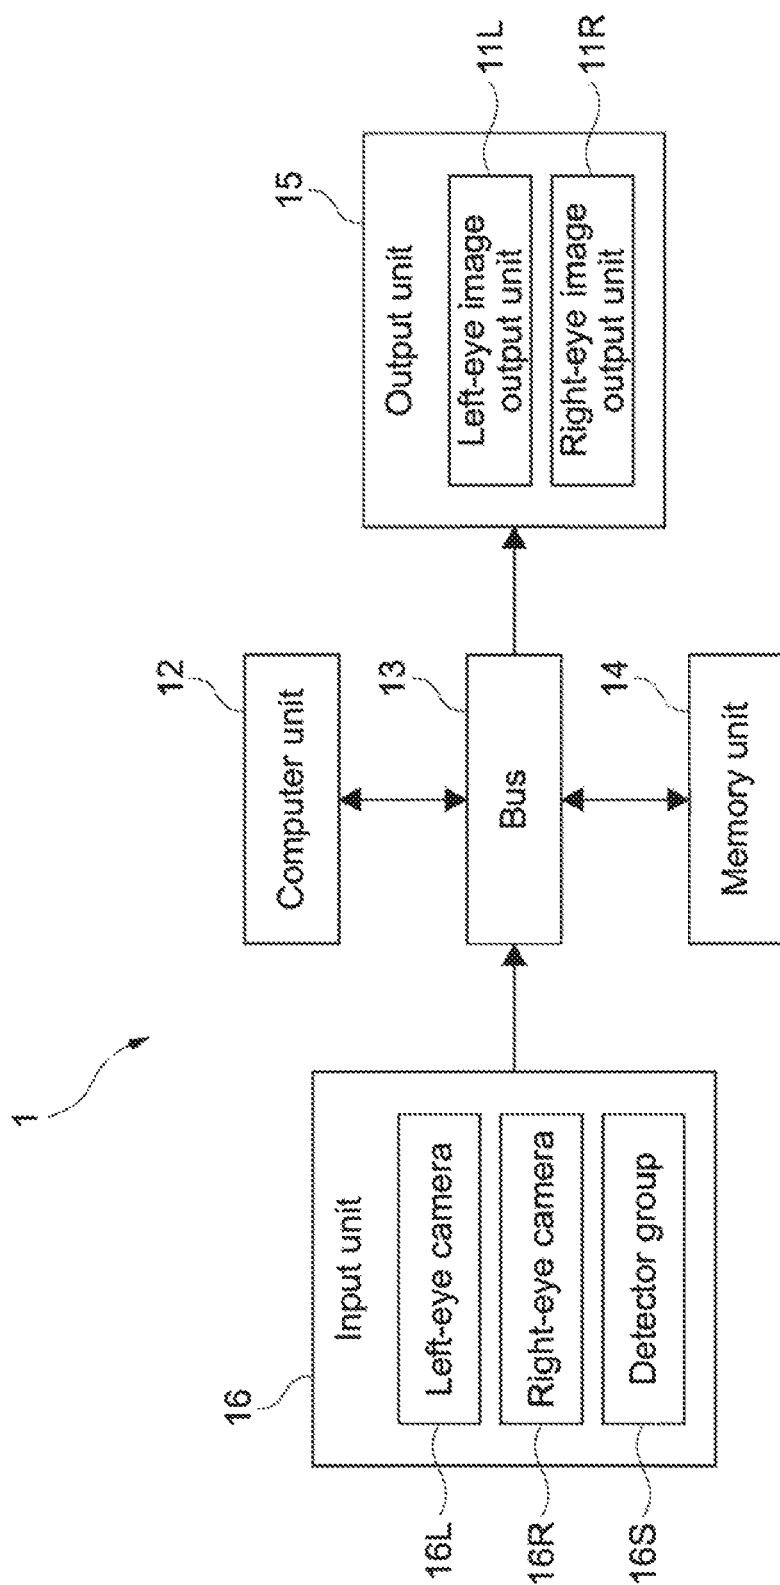 1
16
Input unit
16L
Left-eye camera
16R
Right-eye camera
16S
Detector group
12
Computer unit
13
Bus
14
Memory unit
15
Output unit
Left-eye image
output unit
11L
Right-eye image
output unit
11R